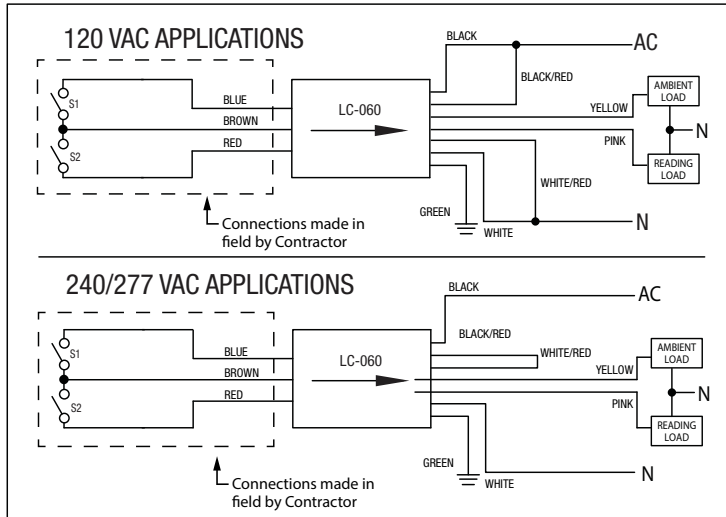 120 VAC APPLICATIONS
BLACK
AC
S1
BLUE
LC-060
BLACK/RED
YELLOW
AMBIENT
LOAD
BROWN
N
S2
RED
PINK
READING
LOAD
WHITE/RED
Connections made in
field by Contractor
GREEN
WHITE
N
240/277 VAC APPLICATIONS
BLACK
AC
BLACK/RED
S1
BLUE
LC-060
WHITE/RED
YELLOW
AMBIENT
LOAD
BROWN
N
S2
RED
PINK
READING
LOAD
GREEN
WHITE
N
Connections made in
field by Contractor